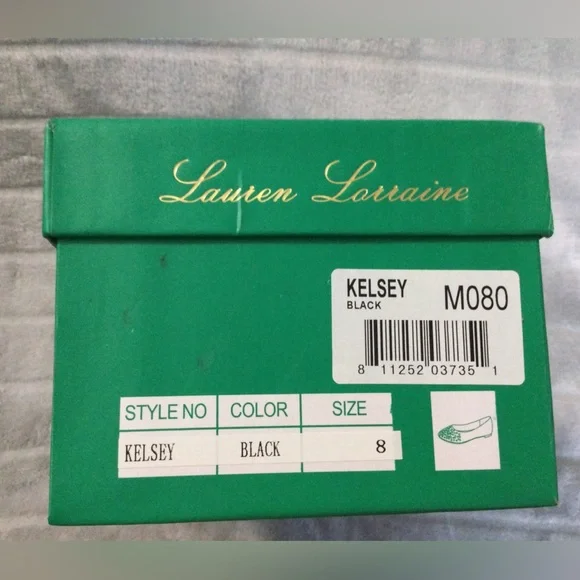 Lauren Lorraine
KELSEY
BLACK
M080
8 11252 03735 1
STYLE NO COLOR SIZE
KELSEY BLACK 8